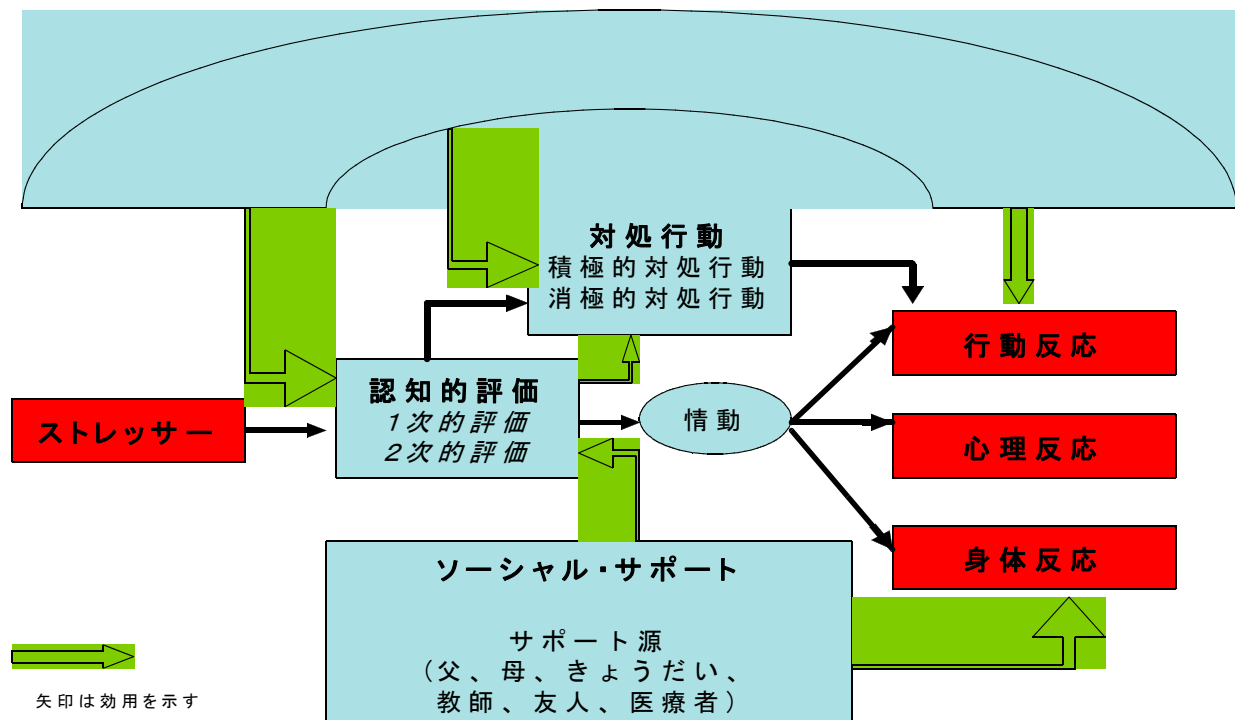 対処行動
積極的対処行動
消極的対処行動
行動反応
認知的評価
1次的評価
2次的評価
ストレッサー
情動
心理反応
身体反応
ソーシャル・サポート
サポート源
(父、母、きょうだい、
教師、友人、医療者)
矢印は効用を示す